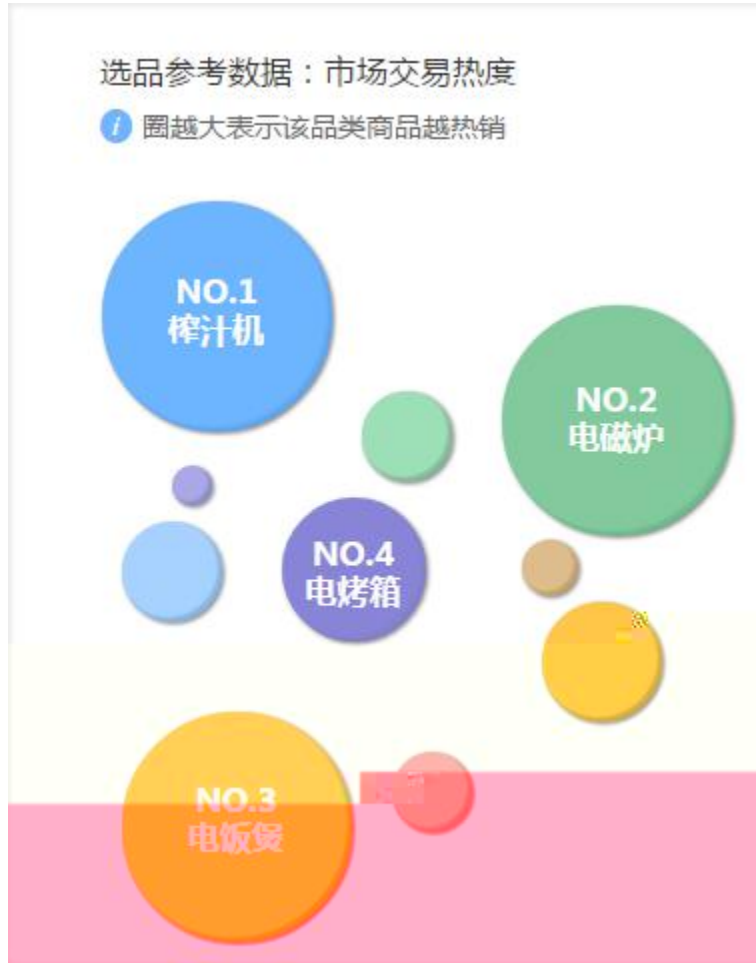 选品参考数据：市场交易热度
i 圈越大表示该品类商品越热销
NO.1
榨汁机
NO.2
电磁炉
NO.4
电烤箱
NO.3
电饭煲